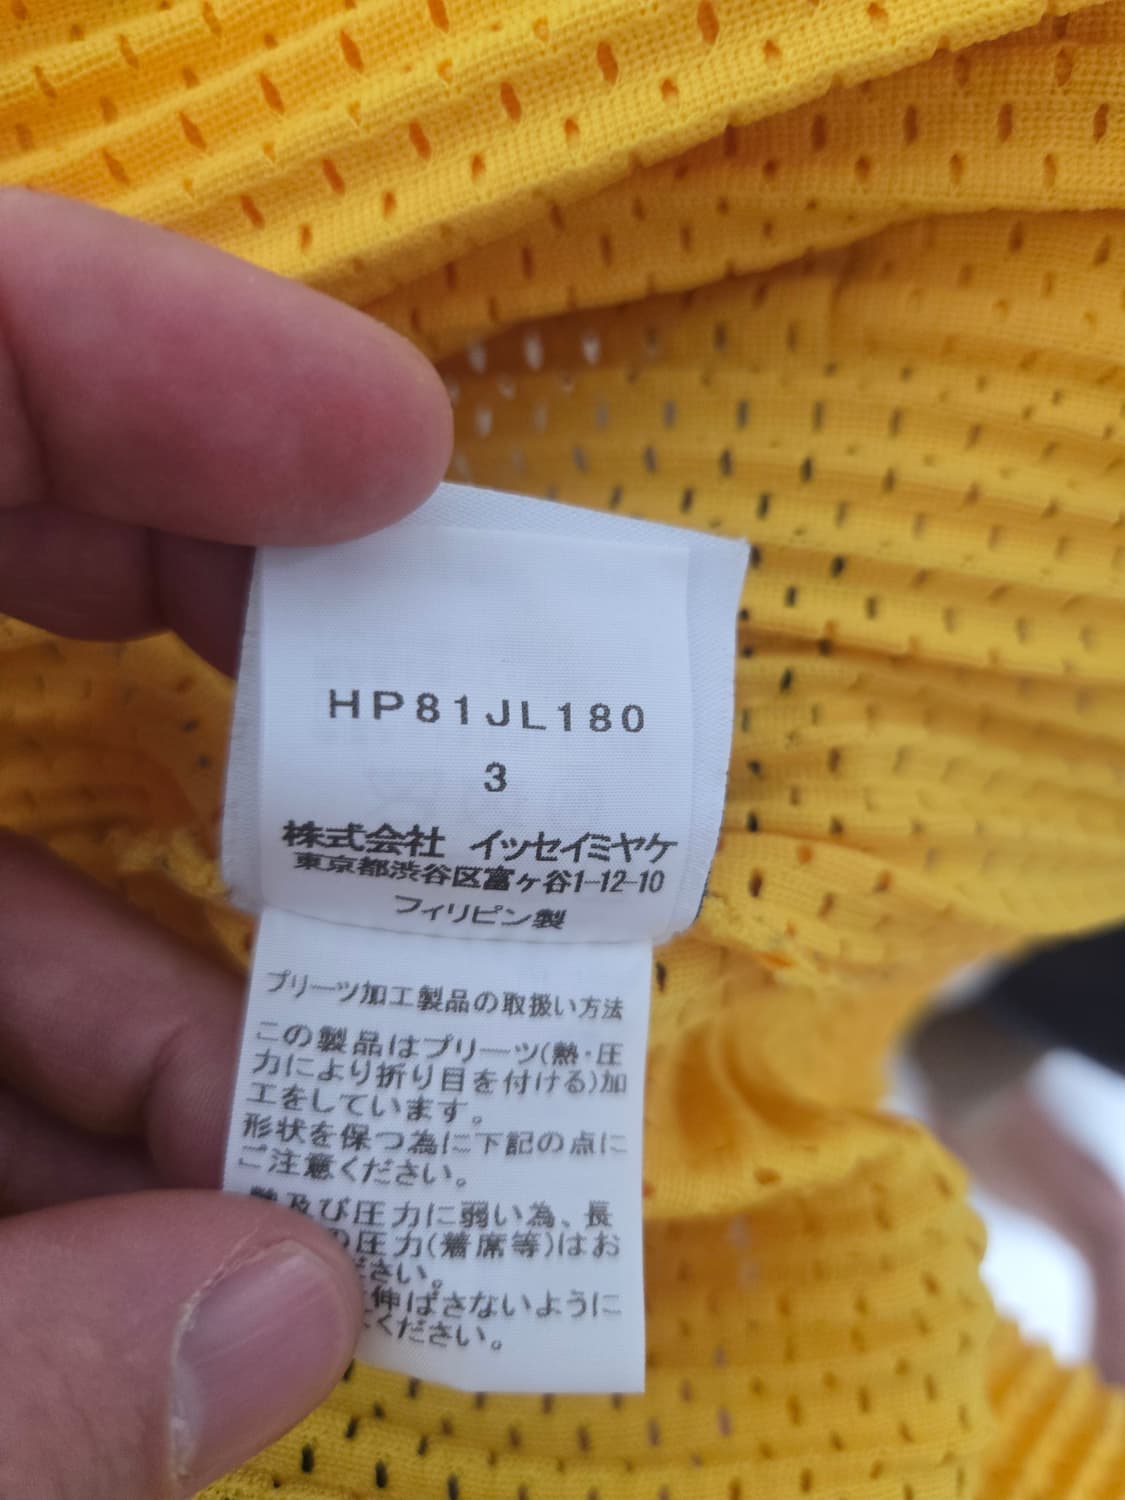 HP81JL180
3
株式会社 イッセイミヤケ
東京都渋谷区富ヶ谷1-12-10
フィリピン製
プリーツ加工製品の取扱い方法
この製品はプリーツ(熱・圧
力により折り目を付ける)加
工をしています。
形状を保つ為に下記の点に
ご注意ください。
熱及び圧力に弱い為、長
の圧力(着席等)はお
ださい。
伸ばさないように
ください。